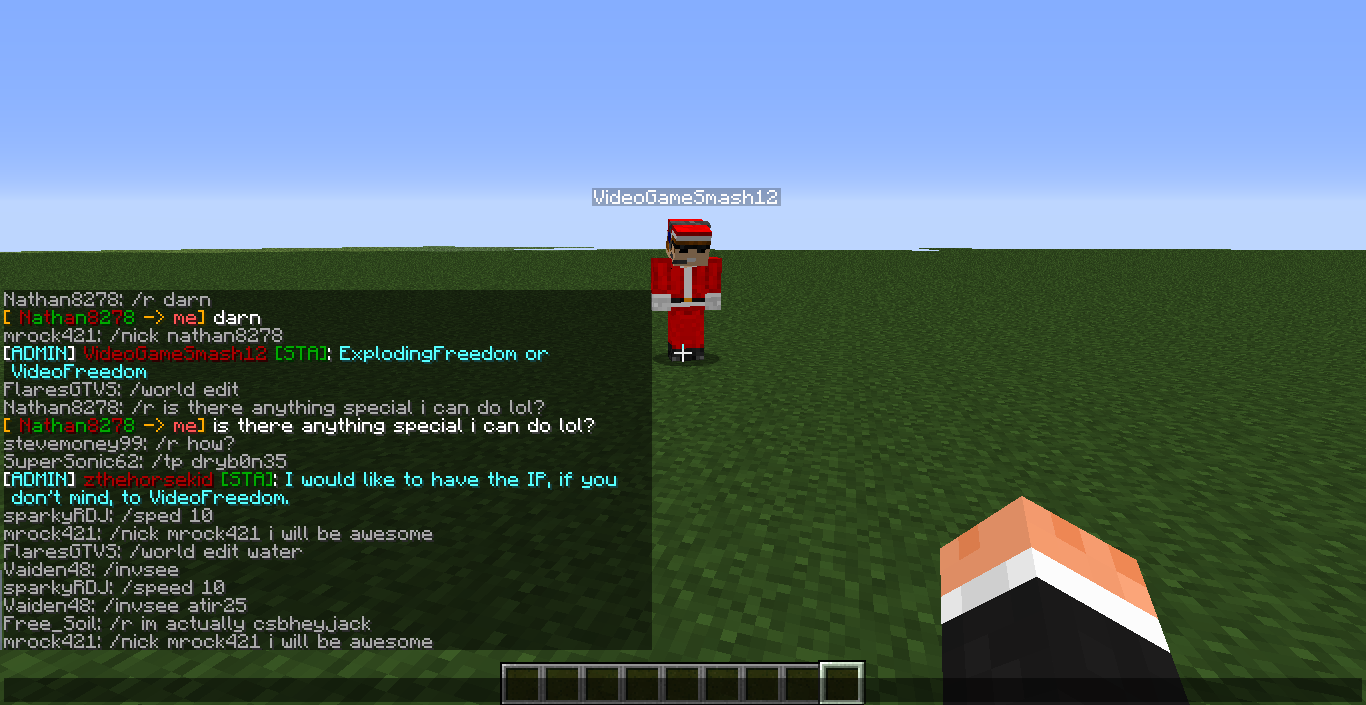 VideoGameSmash12
Nathan8278: /r darn
[ Nathan8278 -> me] darn
mrock421: /nick nathan8278
[ADMIN] VideoGameSmash12 [STA]: ExplodingFreedom or
VideoFreedom
FlaresGTVS: /world edit
Nathan8278: /r is there anything special i can do lol?
[ Nathan8278 -> me] is there anything special i can do lol?
stevemoney99: /r how?
SuperSonic62: /tp dryb0n35
[ADMIN] zthehorsekid [STA]: I would like to have the IP, if you
don't mind, to VideoFreedom.
sparkyRDJ: /sped 10
mrock421: /nick mrock421 i will be awesome
FlaresGTVS: /world edit water
Vaiden48: /invsee
sparkyRDJ: /speed 10
Vaiden48: /invsee atir25
Free_Soil: /r im actually csbheyjack
mrock421: /nick mrock421 i will be awesome